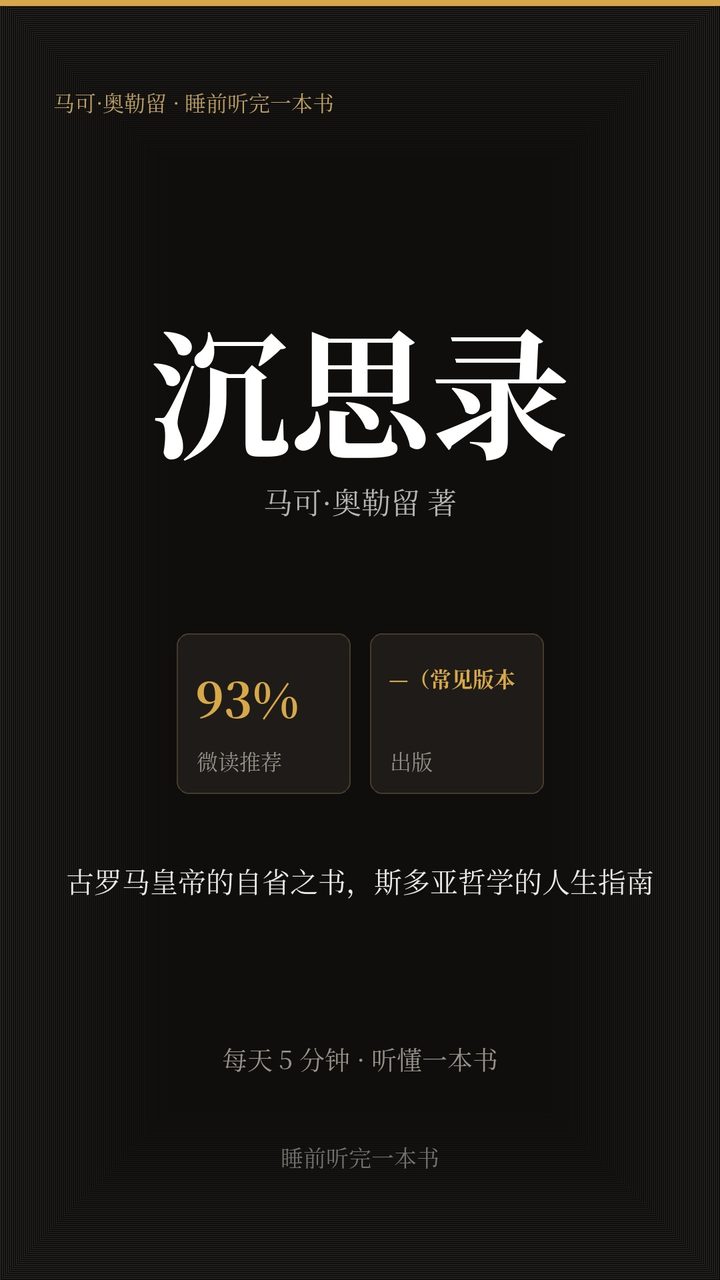 马可·奥勒留 · 睡前听完一本书
沉思录
马可·奥勒留 著
93%
微读推荐
—（常见版本
出版
古罗马皇帝的自省之书，斯多亚哲学的人生指南
每天 5 分钟 · 听懂一本书
睡前听完一本书